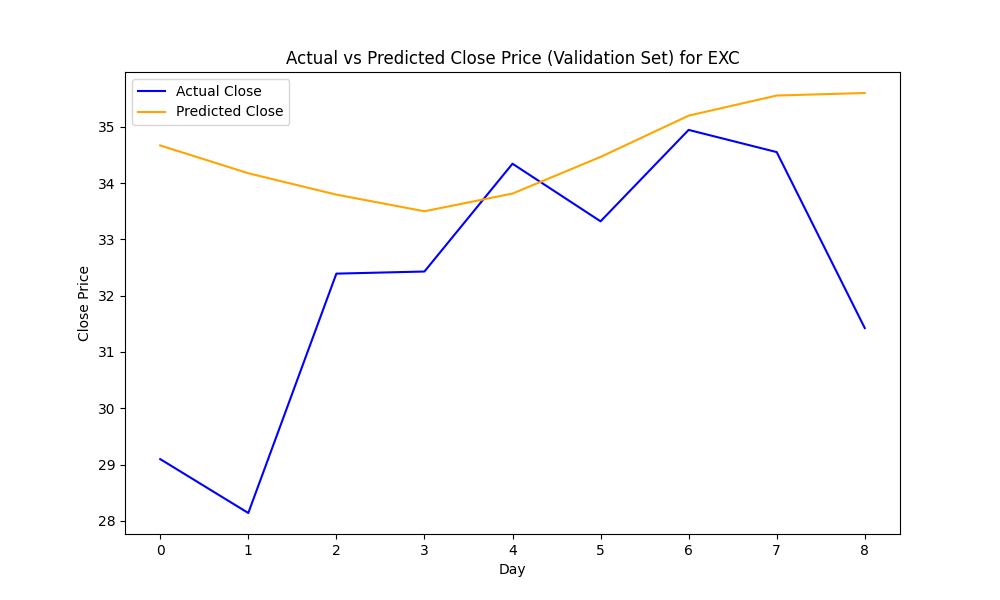 Actual vs Predicted Close Price (Validation Set) for EXC
Actual Close
Predicted Close
35
34
33
32
31
30
29
28
Close Price
0 1 2 3 4 5 6 7 8
Day